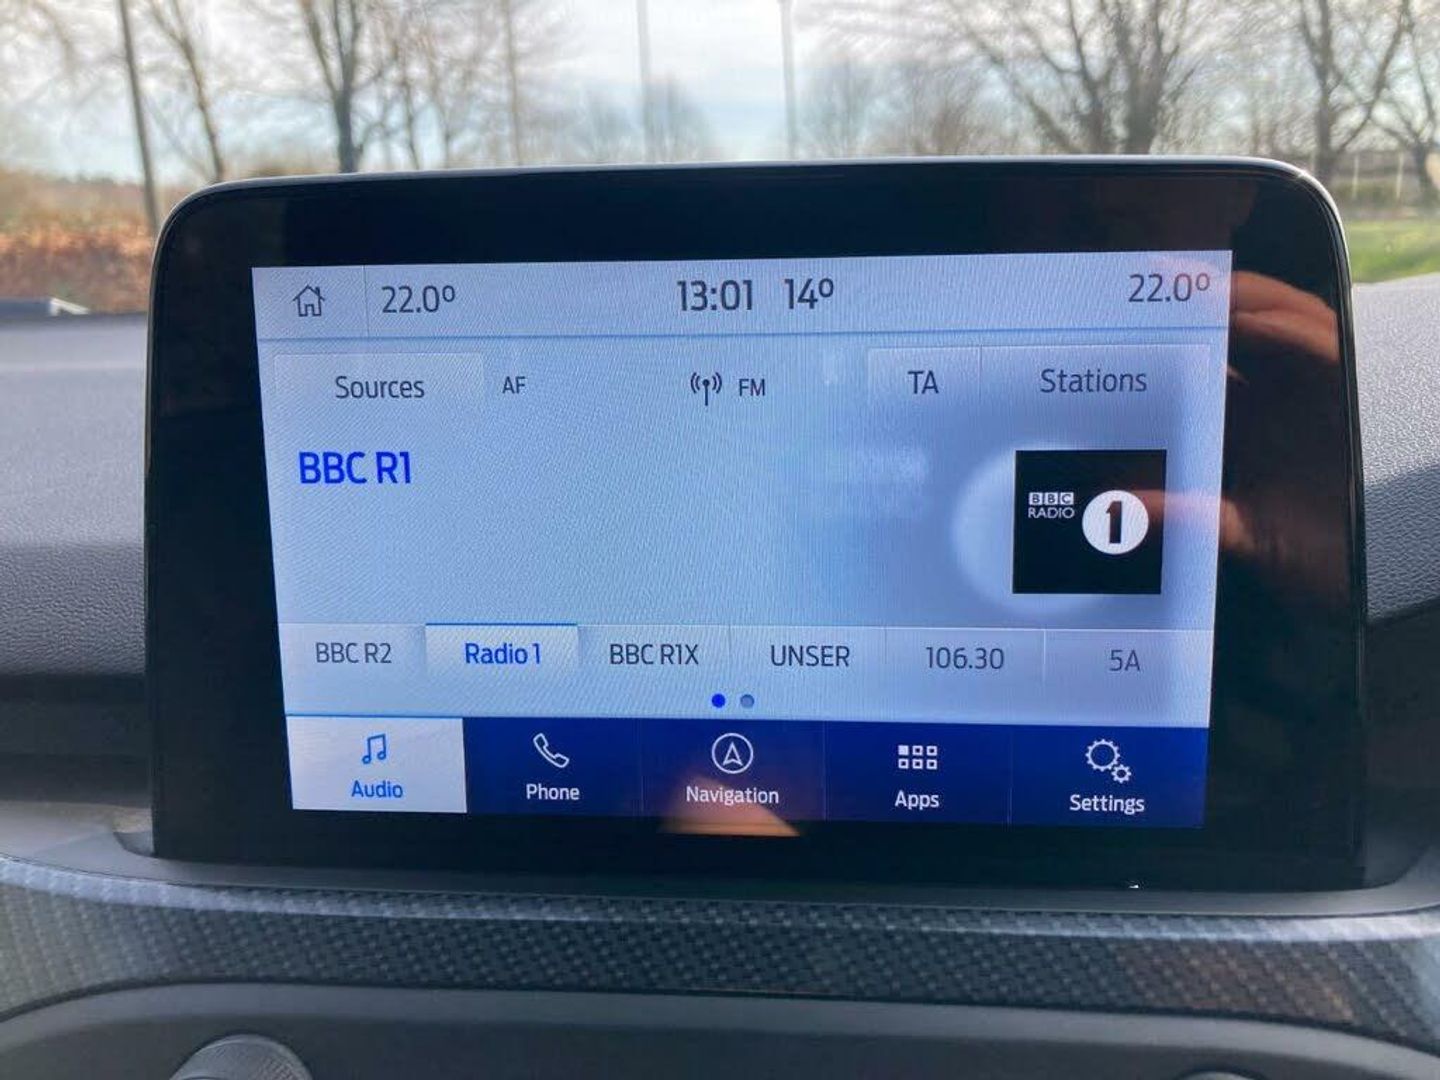 22.0° 13:01 14° 22.0°
Sources AF FM TA Stations
BBC R1
BBC
RADIO 1
BBC R2 Radio 1 BBC R1X UNSER 106.30 5A
Audio Phone Navigation Apps Settings